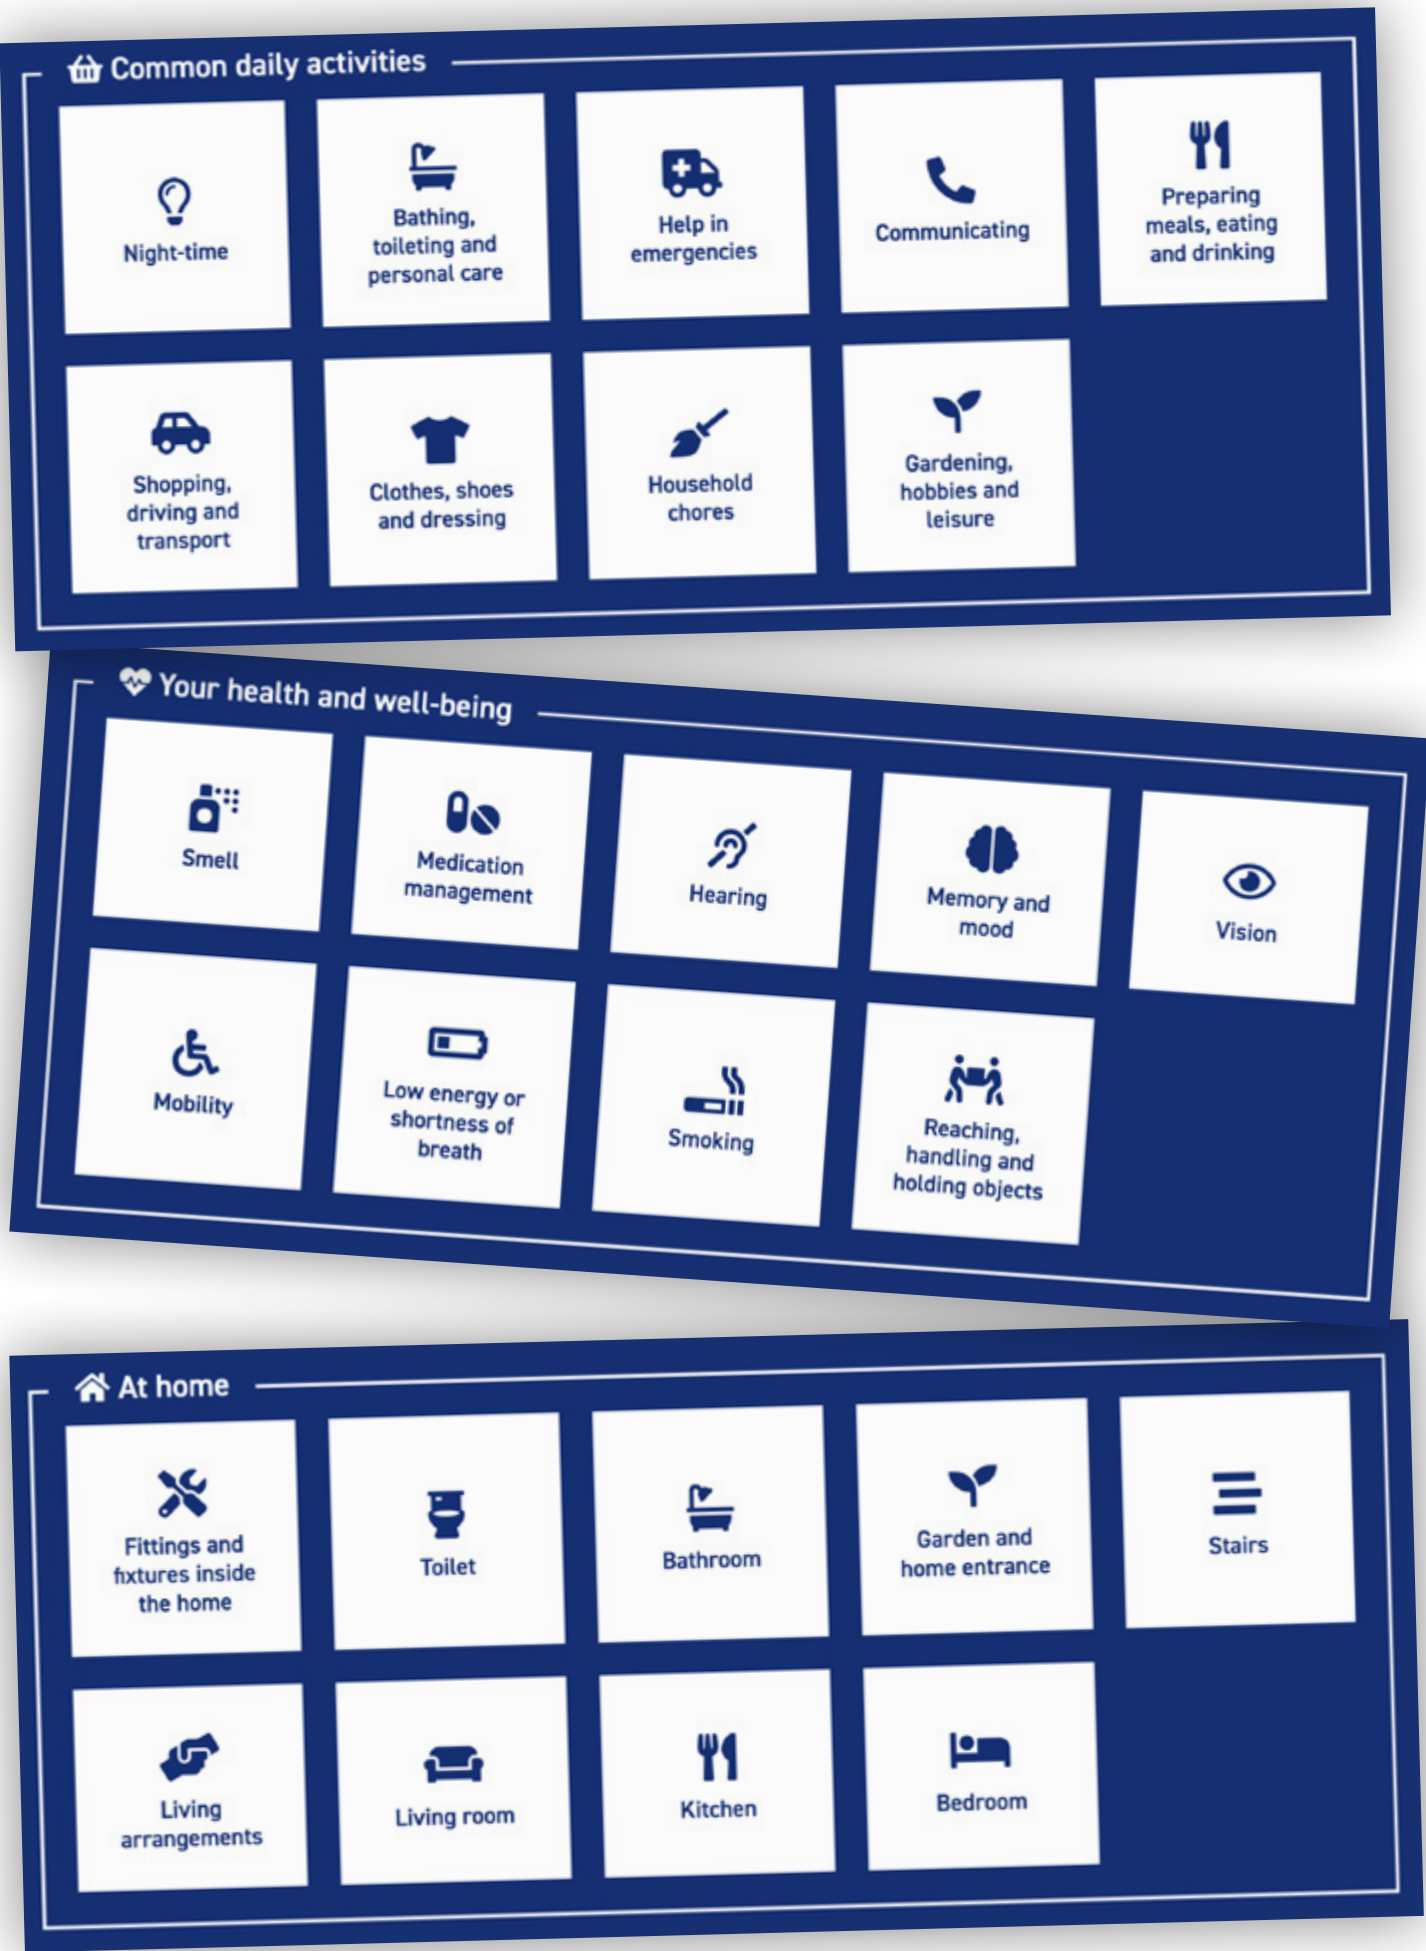 Common daily activities
Night-time
Bathing,
toileting and
personal care
Help in
emergencies
Communicating
Preparing
meals, eating
and drinking
Shopping,
driving and
transport
Clothes, shoes
and dressing
Household
chores
Gardening,
hobbies and
leisure
Your health and well-being
Smell
Medication
management
Hearing
Memory and
mood
Vision
Mobility
Low energy or
shortness of
breath
Smoking
Reaching,
handling and
holding objects
At home
Fittings and
fixtures inside
the home
Toilet
Bathroom
Garden and
home entrance
Stairs
Living
arrangements
Living room
Kitchen
Bedroom